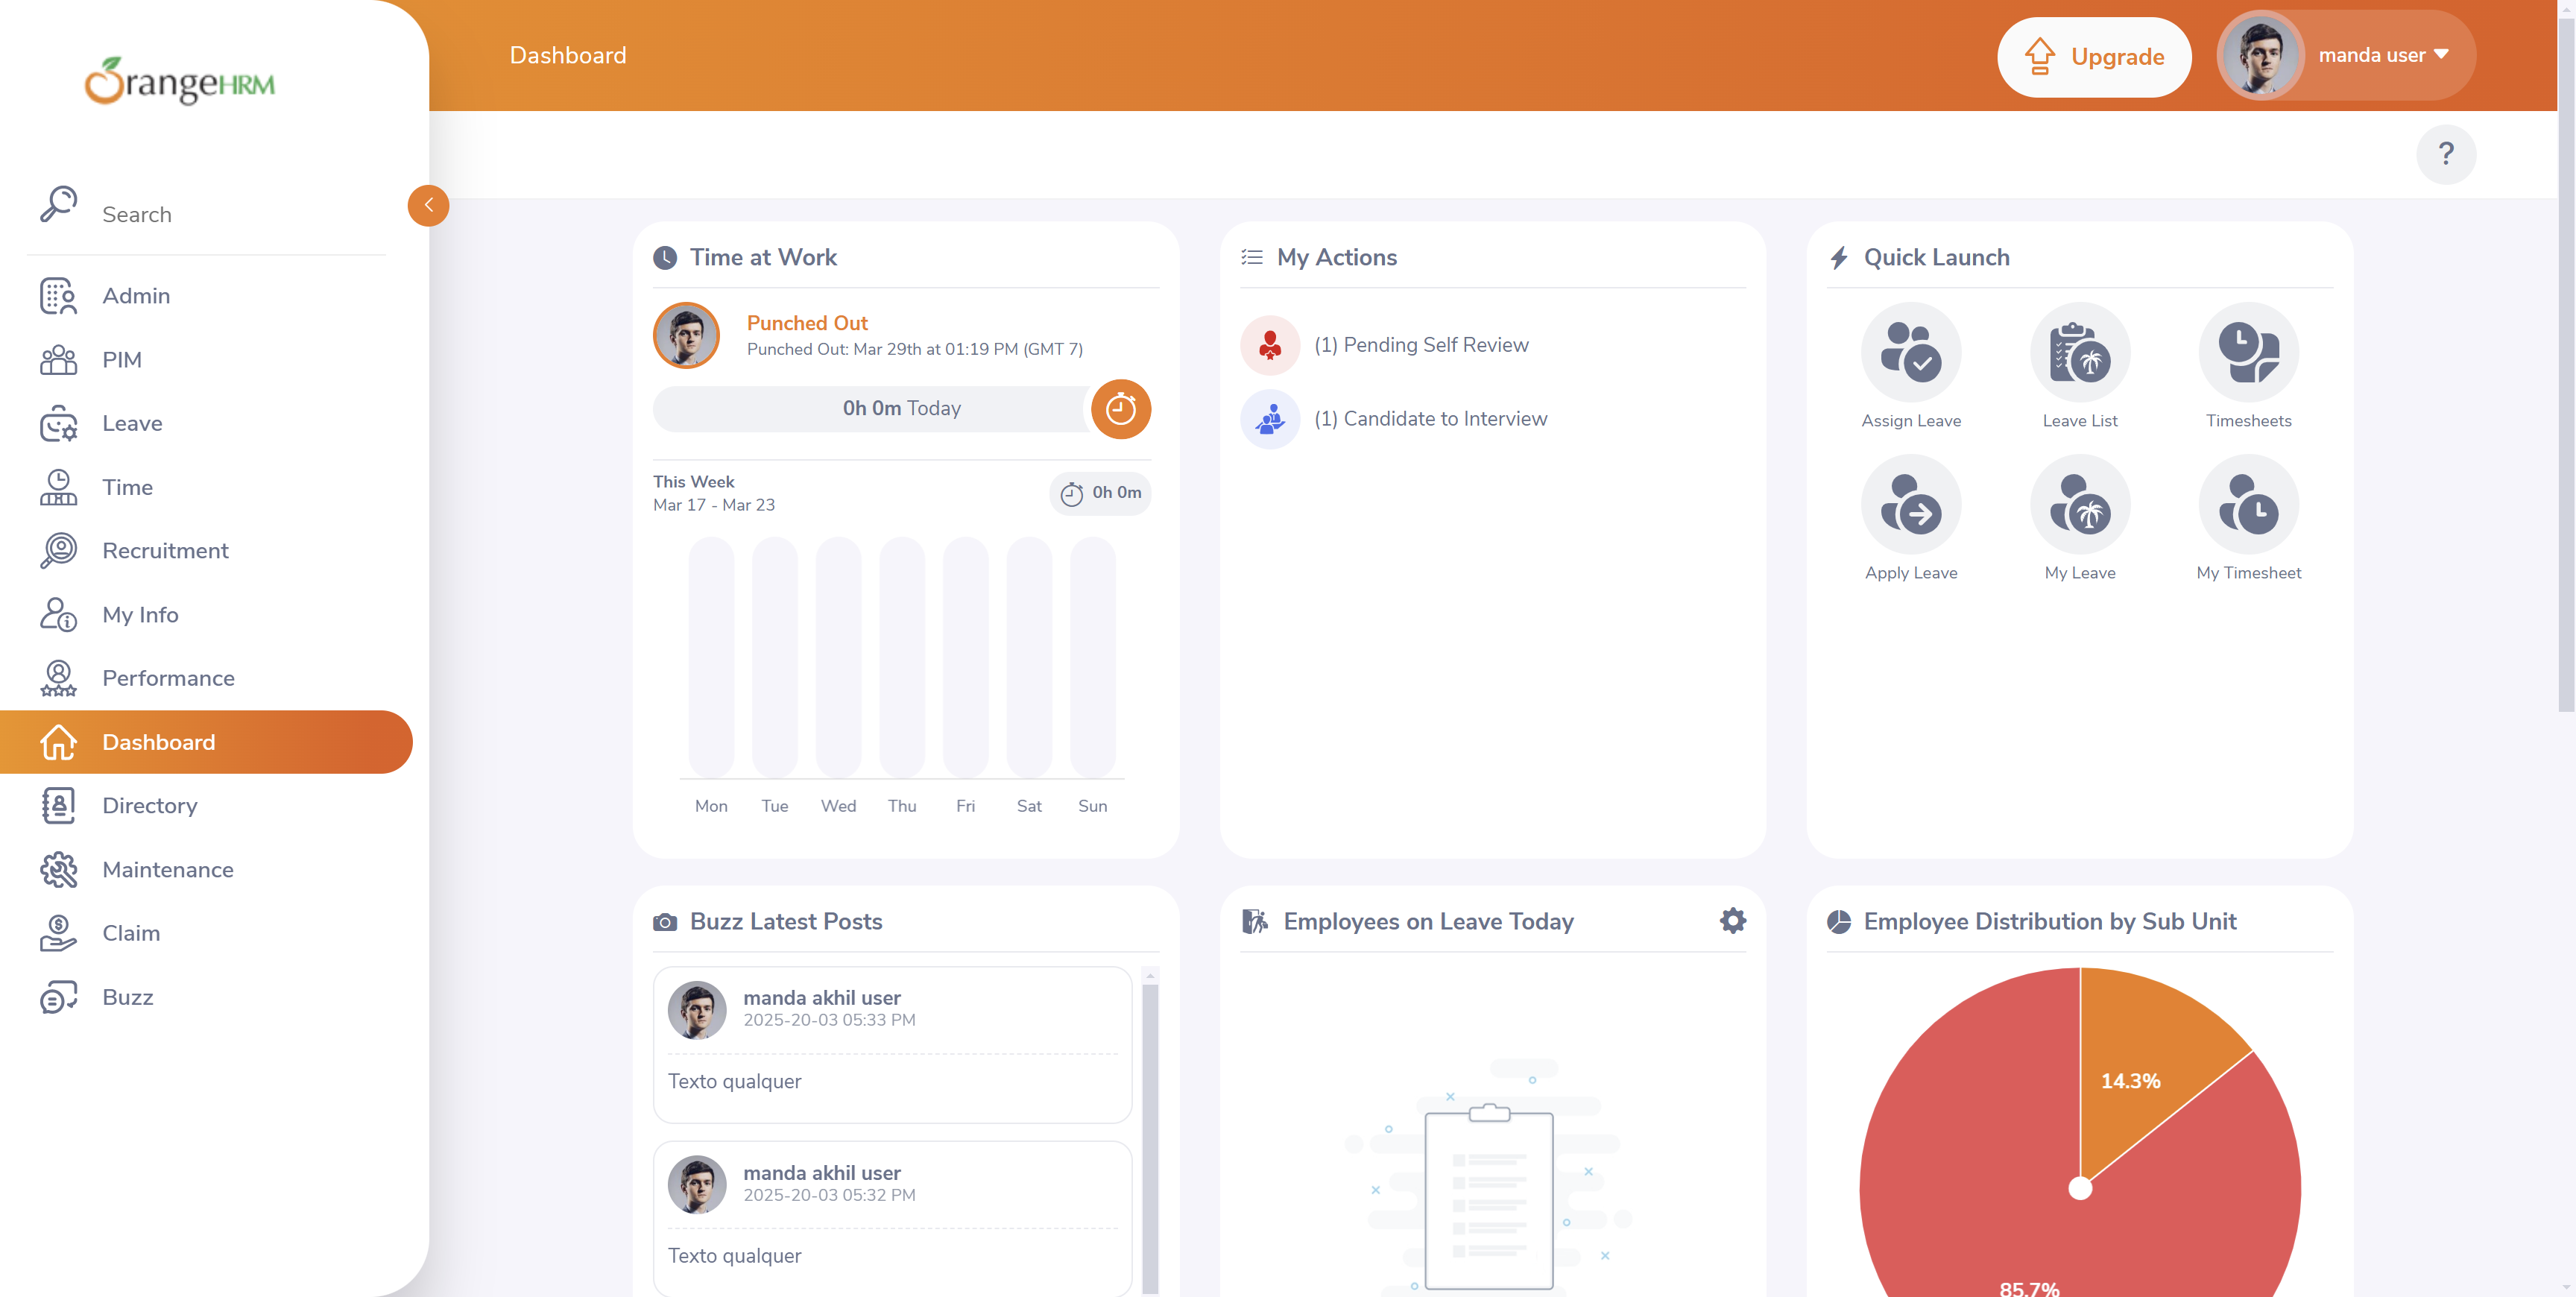 OrangeHRM
Search
Admin
PIM
Leave
Time
Recruitment
My Info
Performance
Dashboard
Directory
Maintenance
Claim
Buzz
Dashboard
Upgrade
manda user
?
Time at Work
Punched Out
Punched Out: Mar 29th at 01:19 PM (GMT 7)
0h 0m Today
This Week
Mar 17 - Mar 23
0h 0m
Mon Tue Wed Thu Fri Sat Sun
My Actions
(1) Pending Self Review
(1) Candidate to Interview
Quick Launch
Assign Leave
Leave List
Timesheets
Apply Leave
My Leave
My Timesheet
Buzz Latest Posts
manda akhil user
2025-20-03 05:33 PM
Texto qualquer
manda akhil user
2025-20-03 05:32 PM
Texto qualquer
Employees on Leave Today
Employee Distribution by Sub Unit
14.3%
85.7%